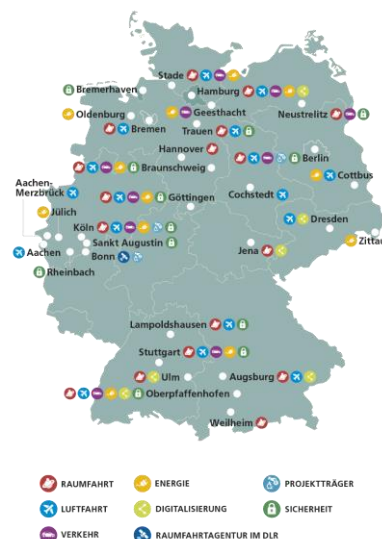 Stade
Bremerhaven
Hamburg
Oldenburg
Geesthacht
Neustrelitz
Bremen
Trauen
Hannover
Berlin
Braunschweig
Cottbus
Aachen-
Merzbrück
Göttingen
Cochstedt
Jülich
Köln
Dresden
Sankt Augustin
Zittau
Aachen
Bonn
Jena
Rheinbach
Lampoldshausen
Stuttgart
Ulm
Augsburg
Oberpfaffenhofen
Weilheim
RAUMFAHRT
ENERGIE
PROJEKTTRÄGER
LUFTFAHRT
DIGITALISIERUNG
SICHERHEIT
VERKEHR
RAUMFAHRTAGENTUR IM DLR